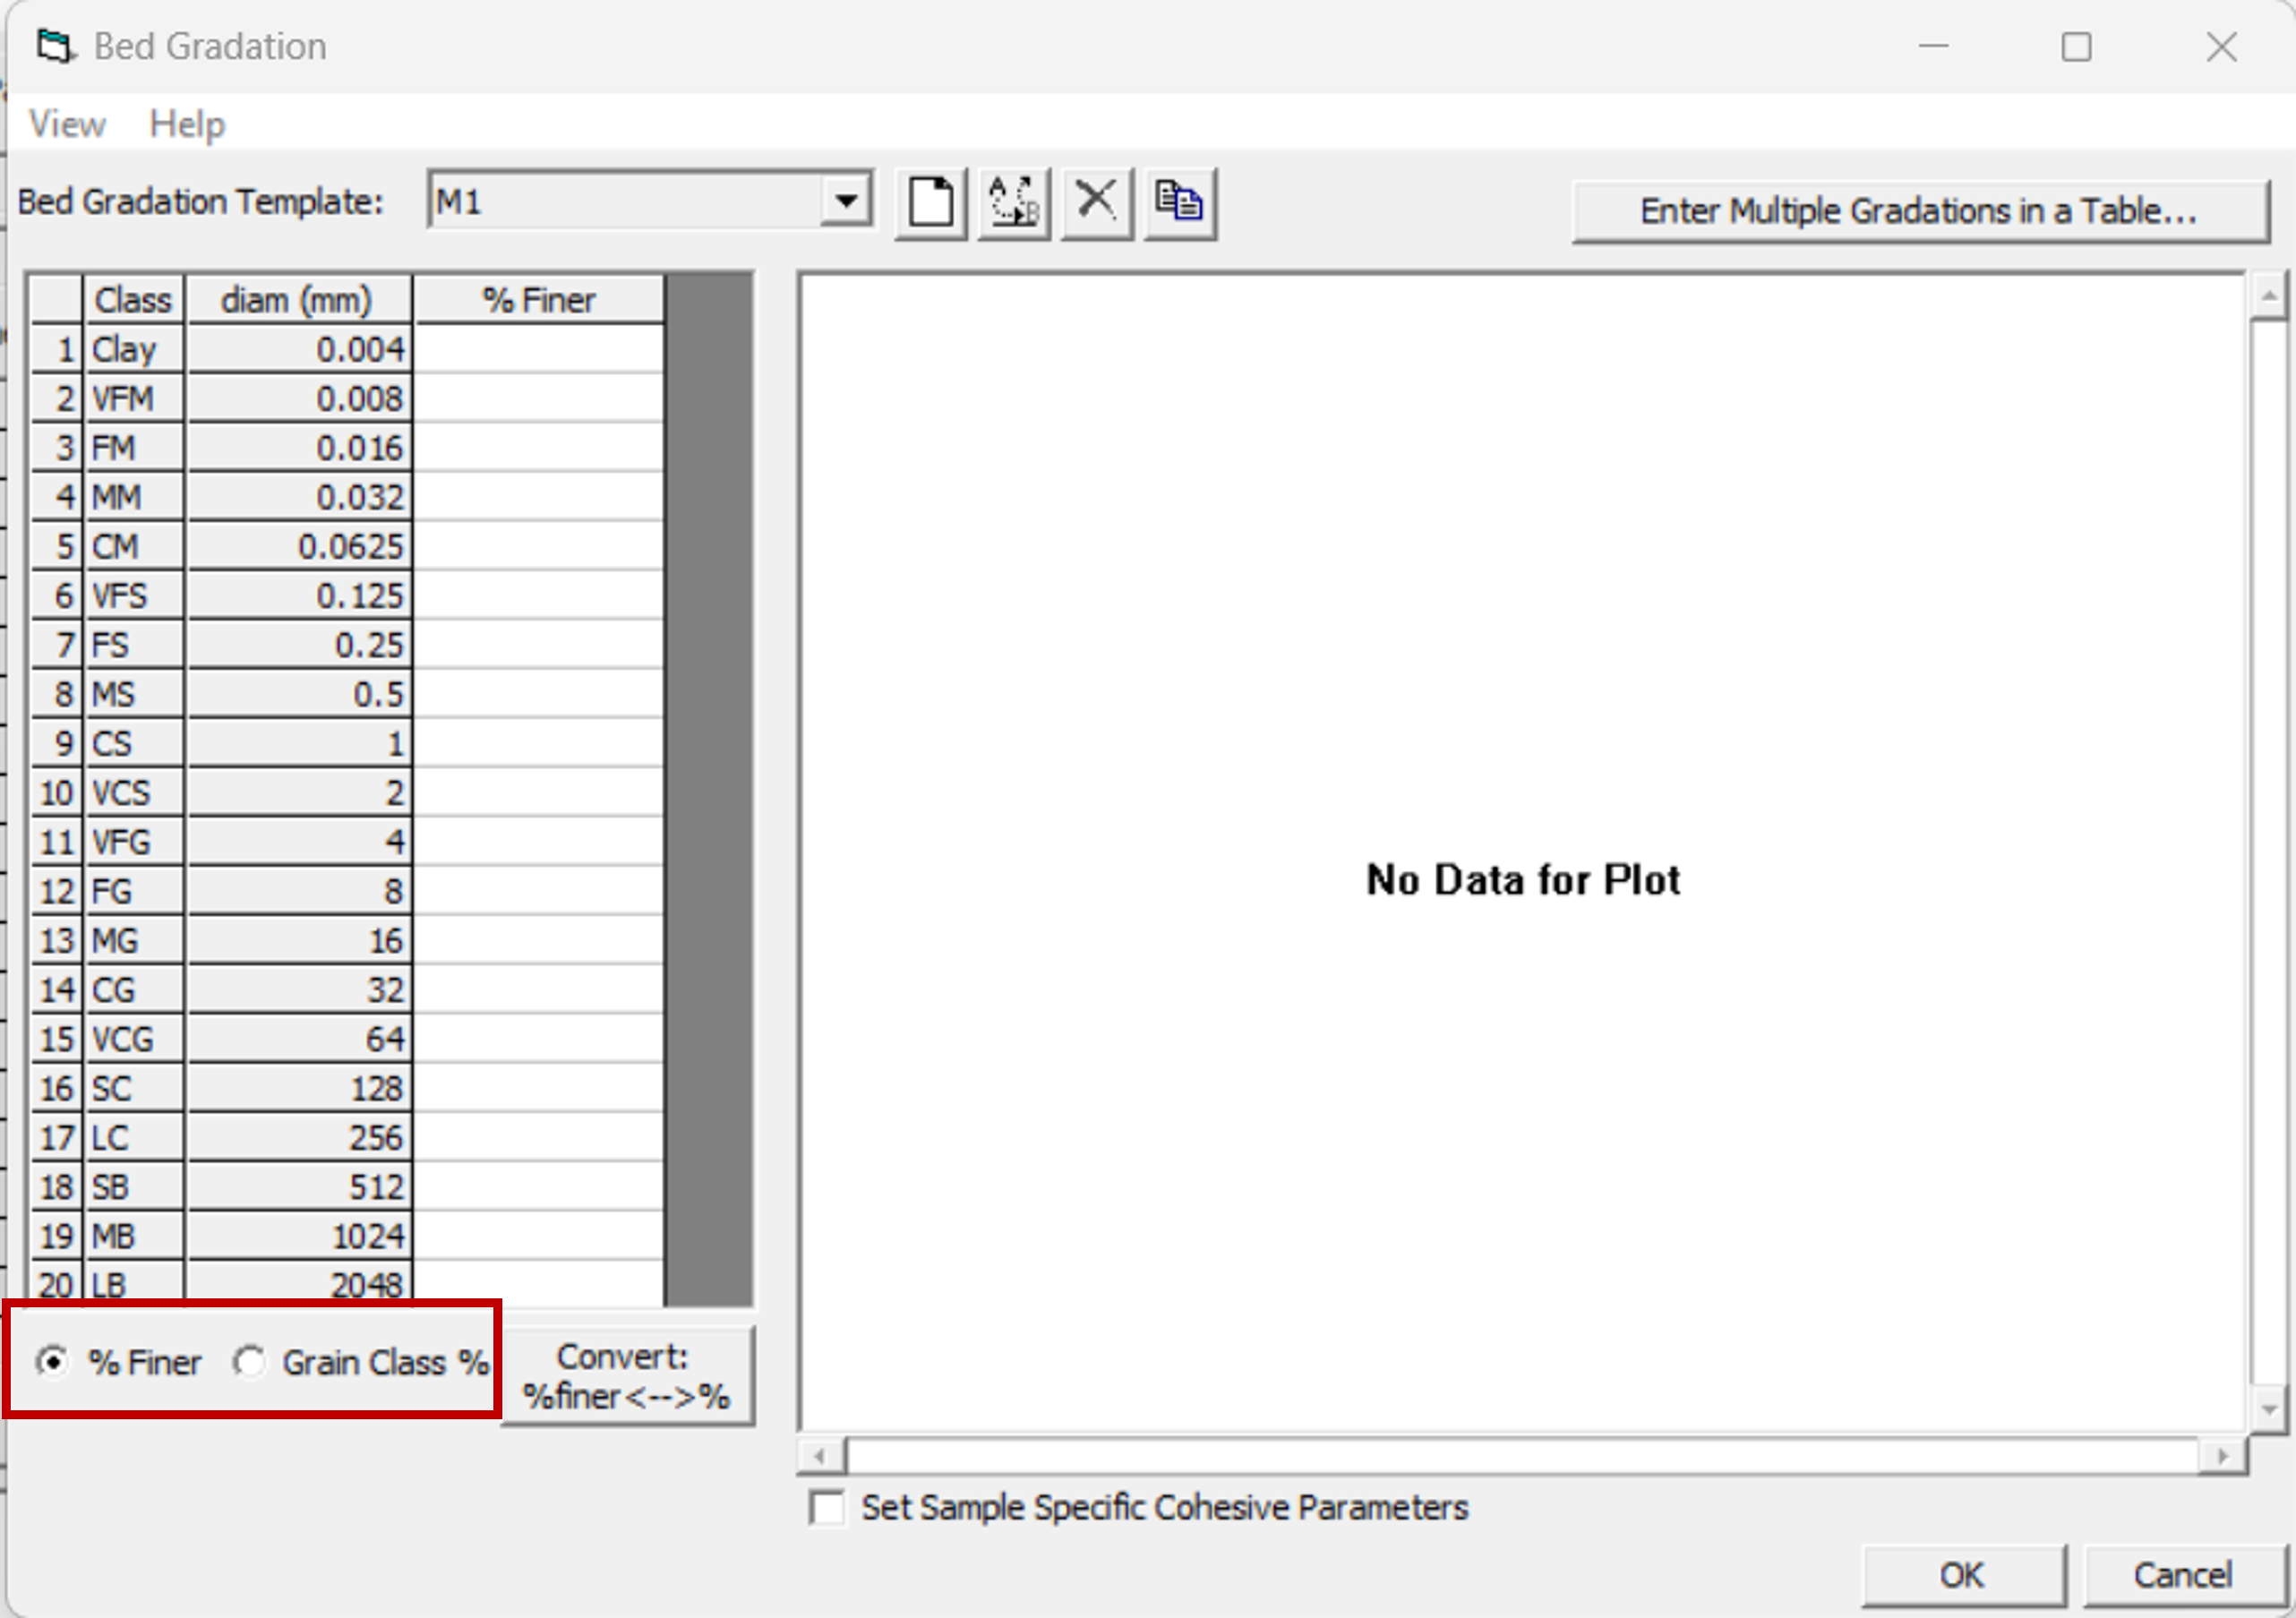 Bed Gradation
View Help
Bed Gradation Template: M1 Enter Multiple Gradations in a Table...
Class diam (mm) % Finer
1 Clay 0.004
2 VFM 0.008
3 FM 0.016
4 MM 0.032
5 CM 0.0625
6 VFS 0.125
7 FS 0.25
8 MS 0.5
9 CS 1
10 VCS 2
11 VFG 4
12 FG 8
13 MG 16
14 CG 32
15 VCG 64
16 SC 128
17 LC 256
18 SB 512
19 MB 1024
20 LB 2048
No Data for Plot
% Finer Grain Class %
Convert:
%finer<-->%
Set Sample Specific Cohesive Parameters
OK Cancel